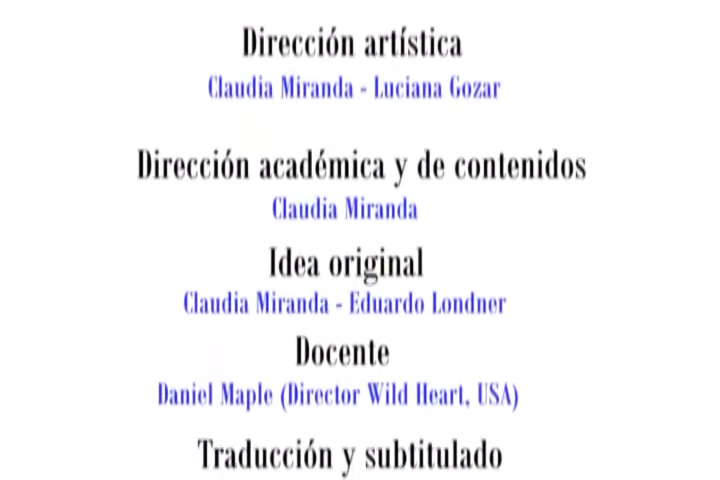 Dirección artística
Claudia Miranda - Luciana Gozar
Dirección académica y de contenidos
Claudia Miranda
Idea original
Claudia Miranda - Eduardo Londner
Docente
Daniel Maple (Director Wild Heart, USA)
Traducción y subtitulado